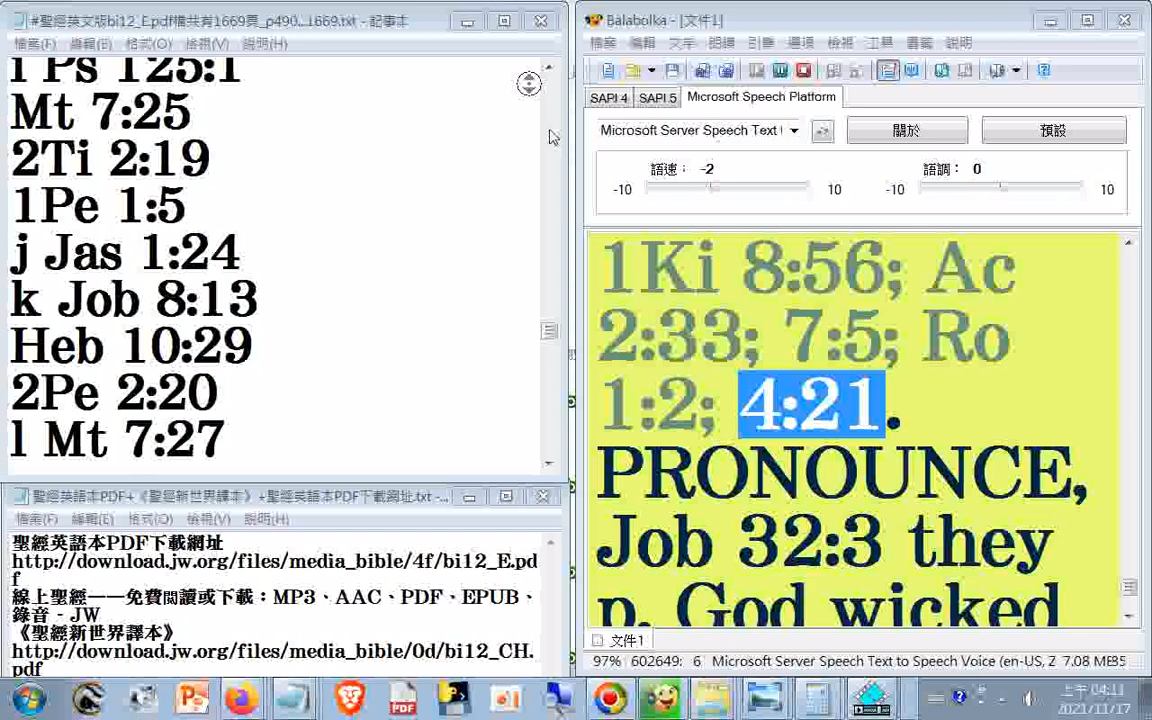 #聖經英文版bi12_E.pdf檔共有1669頁_p490...1669.txt - 記事本
檔案(F) 編輯(E) 格式(O) 檢視(V) 說明(H)
i Ps 125:1
Mt 7:25
2Ti 2:19
1Pe 1:5
j Jas 1:24
k Job 8:13
Heb 10:29
2Pe 2:20
l Mt 7:27
聖經英語本PDF+《聖經新世界譯本》+聖經英語本PDF下載網址.txt -...
檔案(F) 編輯(E) 格式(O) 檢視(V) 說明(H)
聖經英語本PDF下載網址
http://download.jw.org/files/media_bible/4f/bi12_E.pd
f
線上聖經——免費閱讀或下載：MP3、AAC、PDF、EPUB、
錄音 - JW
《聖經新世界譯本》
http://download.jw.org/files/media_bible/0d/bi12_CH.
pdf
Balabolka - [文件1]
檔案 編輯 文字 朗讀 引擎 選項 檢視 工具 書籤 說明
SAPI 4 SAPI 5 Microsoft Speech Platform
Microsoft Server Speech Text 關於 預設
語速： -2 語調： 0
-10 10 -10 10
1Ki 8:56; Ac
2:33; 7:5; Ro
1:2; 4:21.
PRONOUNCE,
Job 32:3 they
p. God wicked
文件1
97% 602649: 6 Microsoft Server Speech Text to Speech Voice (en-US, Z 7.08 MB
PDF
上午 04:11
2021/11/17